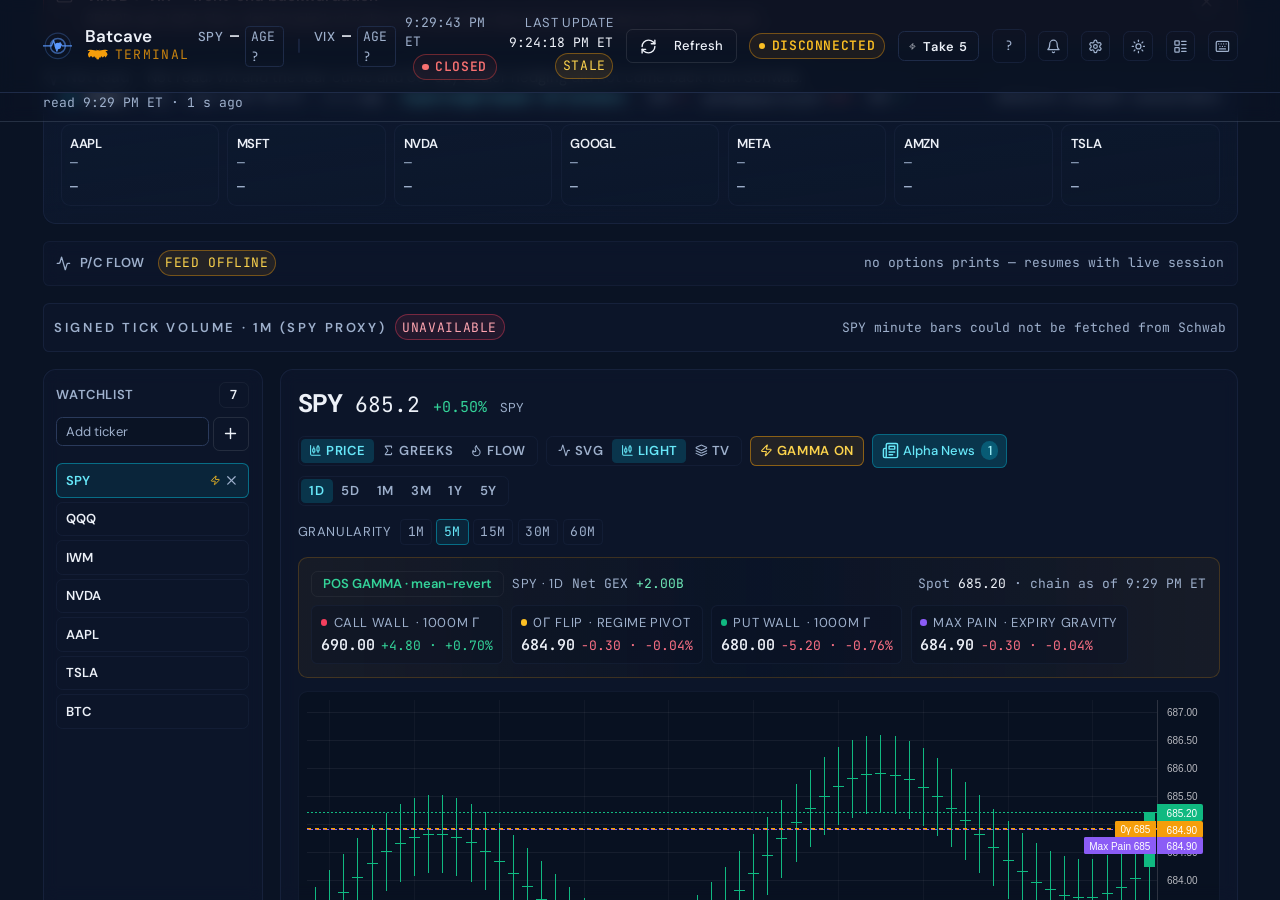 Batcave
TERMINAL
SPY – AGE ?
VIX – AGE ?
9:29:43 PM ET
CLOSED
LAST UPDATE
9:24:18 PM ET
STALE
Refresh
DISCONNECTED
Take 5
?
read 9:29 PM ET · 1 s ago
AAPL MSFT NVDA GOOGL META AMZN TSLA
– – – – – – –
– – – – – – –
P/C FLOW FEED OFFLINE no options prints — resumes with live session
SIGNED TICK VOLUME · 1M (SPY PROXY) UNAVAILABLE SPY minute bars could not be fetched from Schwab
WATCHLIST 7
Add ticker +
SPY
QQQ
IWM
NVDA
AAPL
TSLA
BTC
SPY 685.2 +0.50% SPY
PRICE GREEKS FLOW SVG LIGHT TV GAMMA ON Alpha News 1
1D 5D 1M 3M 1Y 5Y
GRANULARITY 1M 5M 15M 30M 60M
POS GAMMA · mean-revert SPY · 1D Net GEX +2.00B Spot 685.20 · chain as of 9:29 PM ET
CALL WALL · 1000M Γ
690.00 +4.80 · +0.70%
0Γ FLIP · REGIME PIVOT
684.90 -0.30 · -0.04%
PUT WALL · 1000M Γ
680.00 -5.20 · -0.76%
MAX PAIN · EXPIRY GRAVITY
684.90 -0.30 · -0.04%
687.00
686.50
686.00
685.50
685.20
0γ 685 684.90
Max Pain 685 684.90
684.00